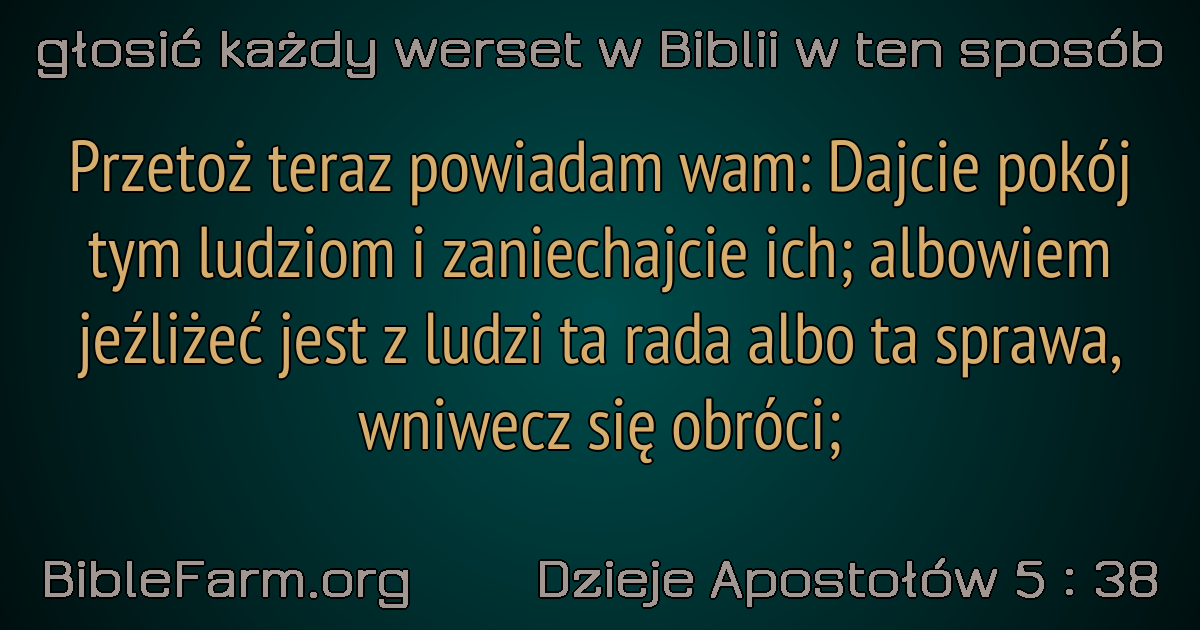 głosić każdy werset w Biblii w ten sposób
Przetoż teraz powiadam wam: Dajcie pokój
tym ludziom i zaniechajcie ich; albowiem
jeźliżeć jest z ludzi ta rada albo ta sprawa,
wniwecz się obróci;
BibleFarm.org
Dzieje Apostołów 5 : 38